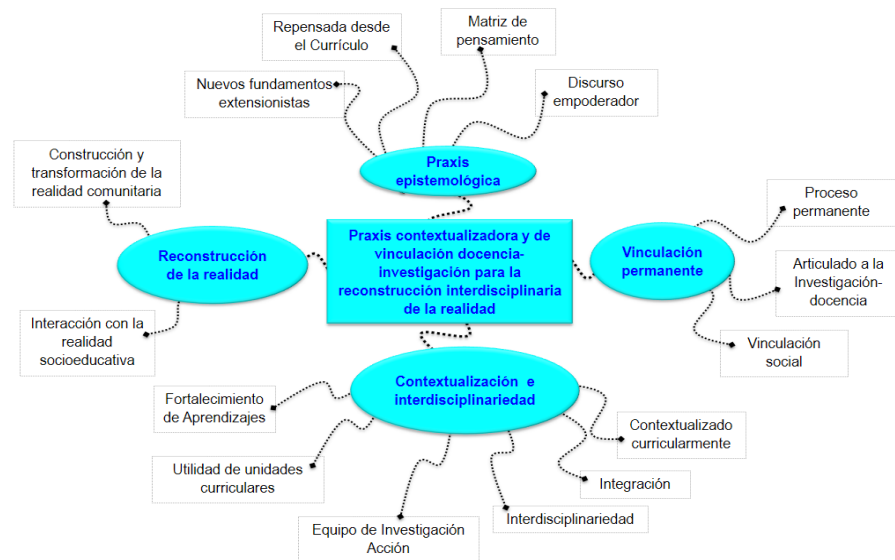 Repensada desde
el Currículo
Matriz de
pensamiento
Nuevos fundamentos
extensionistas
Discurso
empoderador
Praxis
epistemológica
Construcción y
transformación de la
realidad comunitaria
Proceso
permanente
Reconstrucción
de la realidad
Praxis contextualizadora y de
vinculación docencia-
investigación para la
reconstrucción interdisciplinaria
de la realidad
Vinculación
permanente
Articulado a la
Investigación-
docencia
Interacción con la
realidad
socioeducativa
Vinculación
social
Contextualización e
interdisciplinariedad
Fortalecimiento
de Aprendizajes
Contextualizado
curricularmente
Utilidad de unidades
curriculares
Integración
Equipo de Investigación
Acción
Interdisciplinariedad